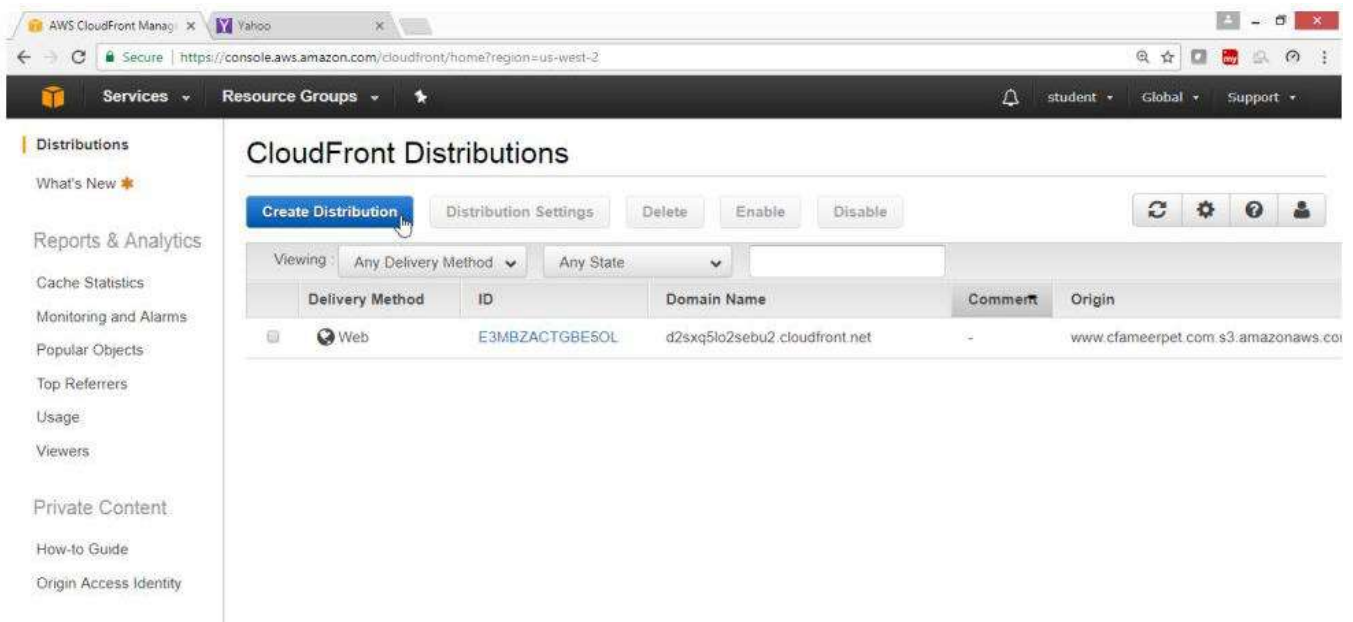 AWS CloudFront Manag
Yahoo
Secure | https://console.aws.amazon.com/cloudfront/home?region=us-west-2
my
Services
Resource Groups
student
Global
Support
Distributions
What's New
Reports & Analytics
Cache Statistics
Monitoring and Alarms
Popular Objects
Top Referrers
Usage
Viewers
Private Content
How-to Guide
Origin Access Identity
CloudFront Distributions
Create Distribution
Distribution Settings
Delete
Enable
Disable
Viewing : Any Delivery Method Any State
Delivery Method ID Domain Name Comment Origin
Web E3MBZACTGBE5OL d2sxq5lo2sebu2.cloudfront.net - www.cfameerpet.com.s3.amazonaws.co